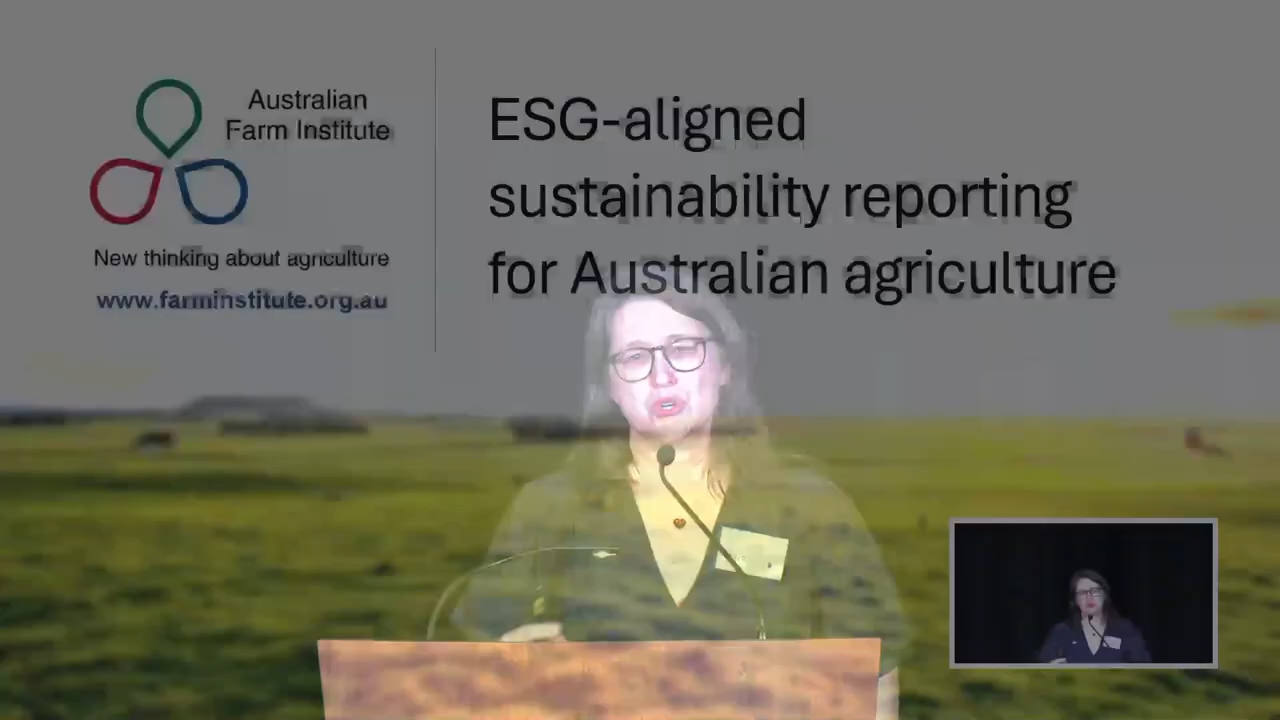 Australian
Farm Institute
New thinking about agriculture
www.farminstitute.org.au
ESG-aligned
sustainability reporting
for Australian agriculture